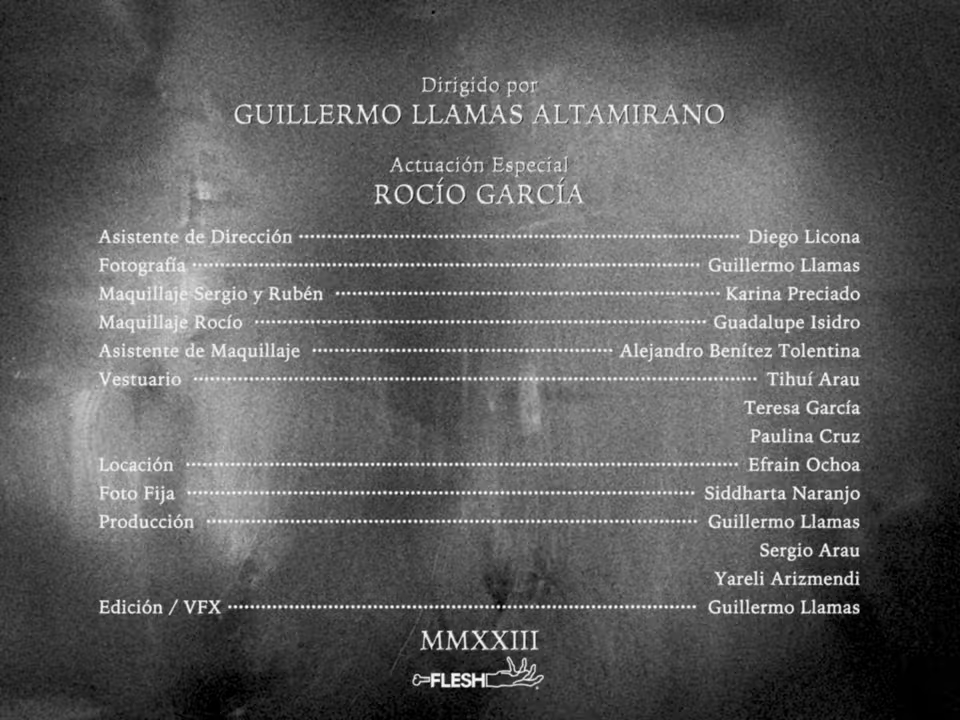 Dirigido por
GUILLERMO LLAMAS ALTAMIRANO
Actuación Especial
ROCÍO GARCÍA
Asistente de Dirección Diego Licona
Fotografía Guillermo Llamas
Maquillaje Sergio y Rubén Karina Preciado
Maquillaje Rocío Guadalupe Isidro
Asistente de Maquillaje Alejandro Benítez Tolentina
Vestuario Tihuí Arau
Teresa García
Paulina Cruz
Locación Efrain Ochoa
Foto Fija Siddharta Naranjo
Producción Guillermo Llamas
Sergio Arau
Yareli Arizmendi
Edición / VFX Guillermo Llamas
MMXXIII
FLESH